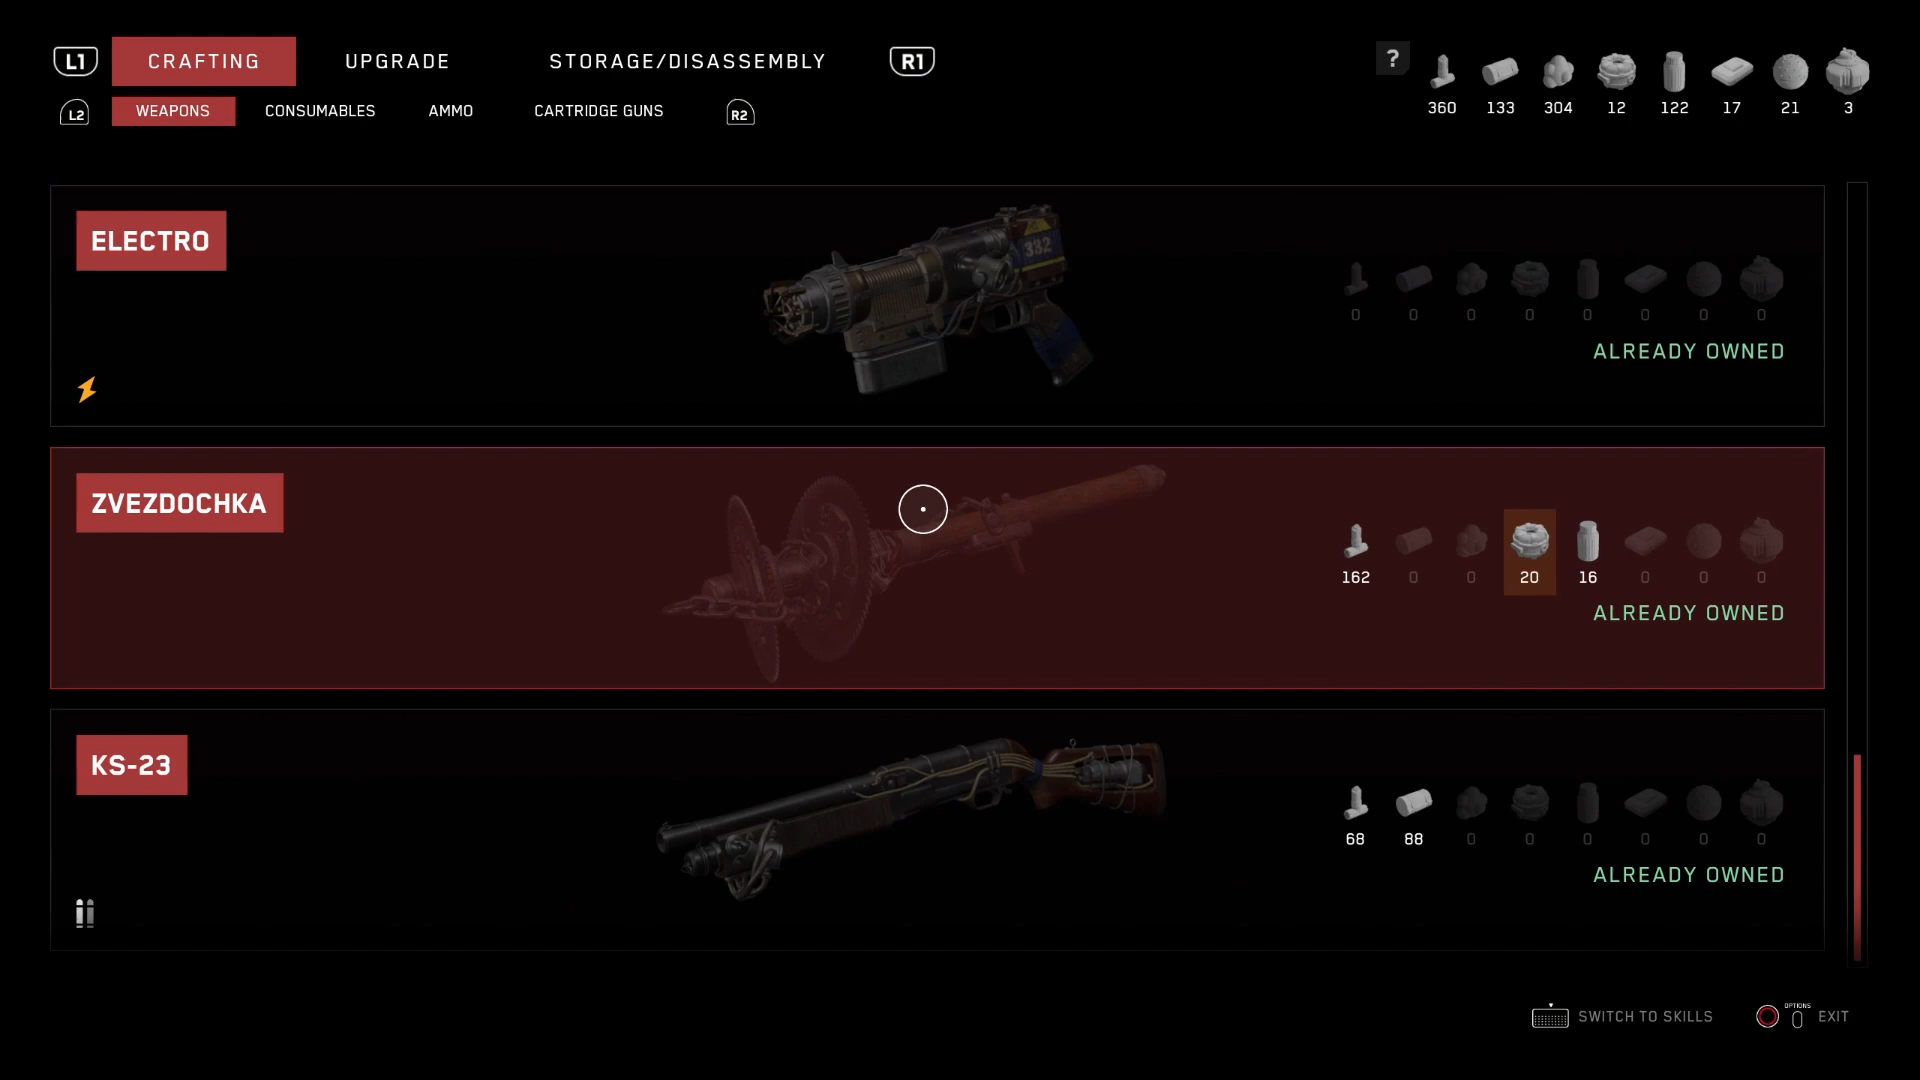 L1 CRAFTING UPGRADE STORAGE/DISASSEMBLY R1
L2 WEAPONS CONSUMABLES AMMO CARTRIDGE GUNS R2
?
360 133 304 12 122 17 21 3
ELECTRO
332
0 0 0 0 0 0 0 0
ALREADY OWNED
ZVEZDOCHKA
162 0 0 20 16 0 0 0
ALREADY OWNED
KS-23
68 88 0 0 0 0 0 0
ALREADY OWNED
SWITCH TO SKILLS OPTIONS EXIT